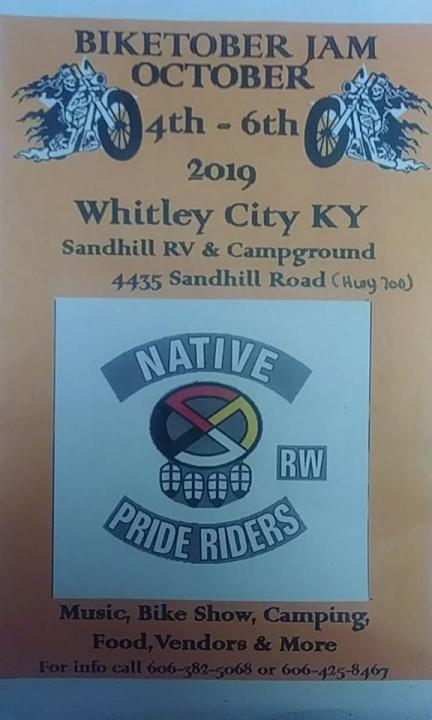 BIKETOBER JAM
OCTOBER
4th - 6th
2019
Whitley City KY
Sandhill RV & Campground
4435 Sandhill Road (Hwy 700)
NATIVE
RW
PRIDE RIDERS
Music, Bike Show, Camping,
Food, Vendors & More
For info call 606-382-5068 or 606-425-8467